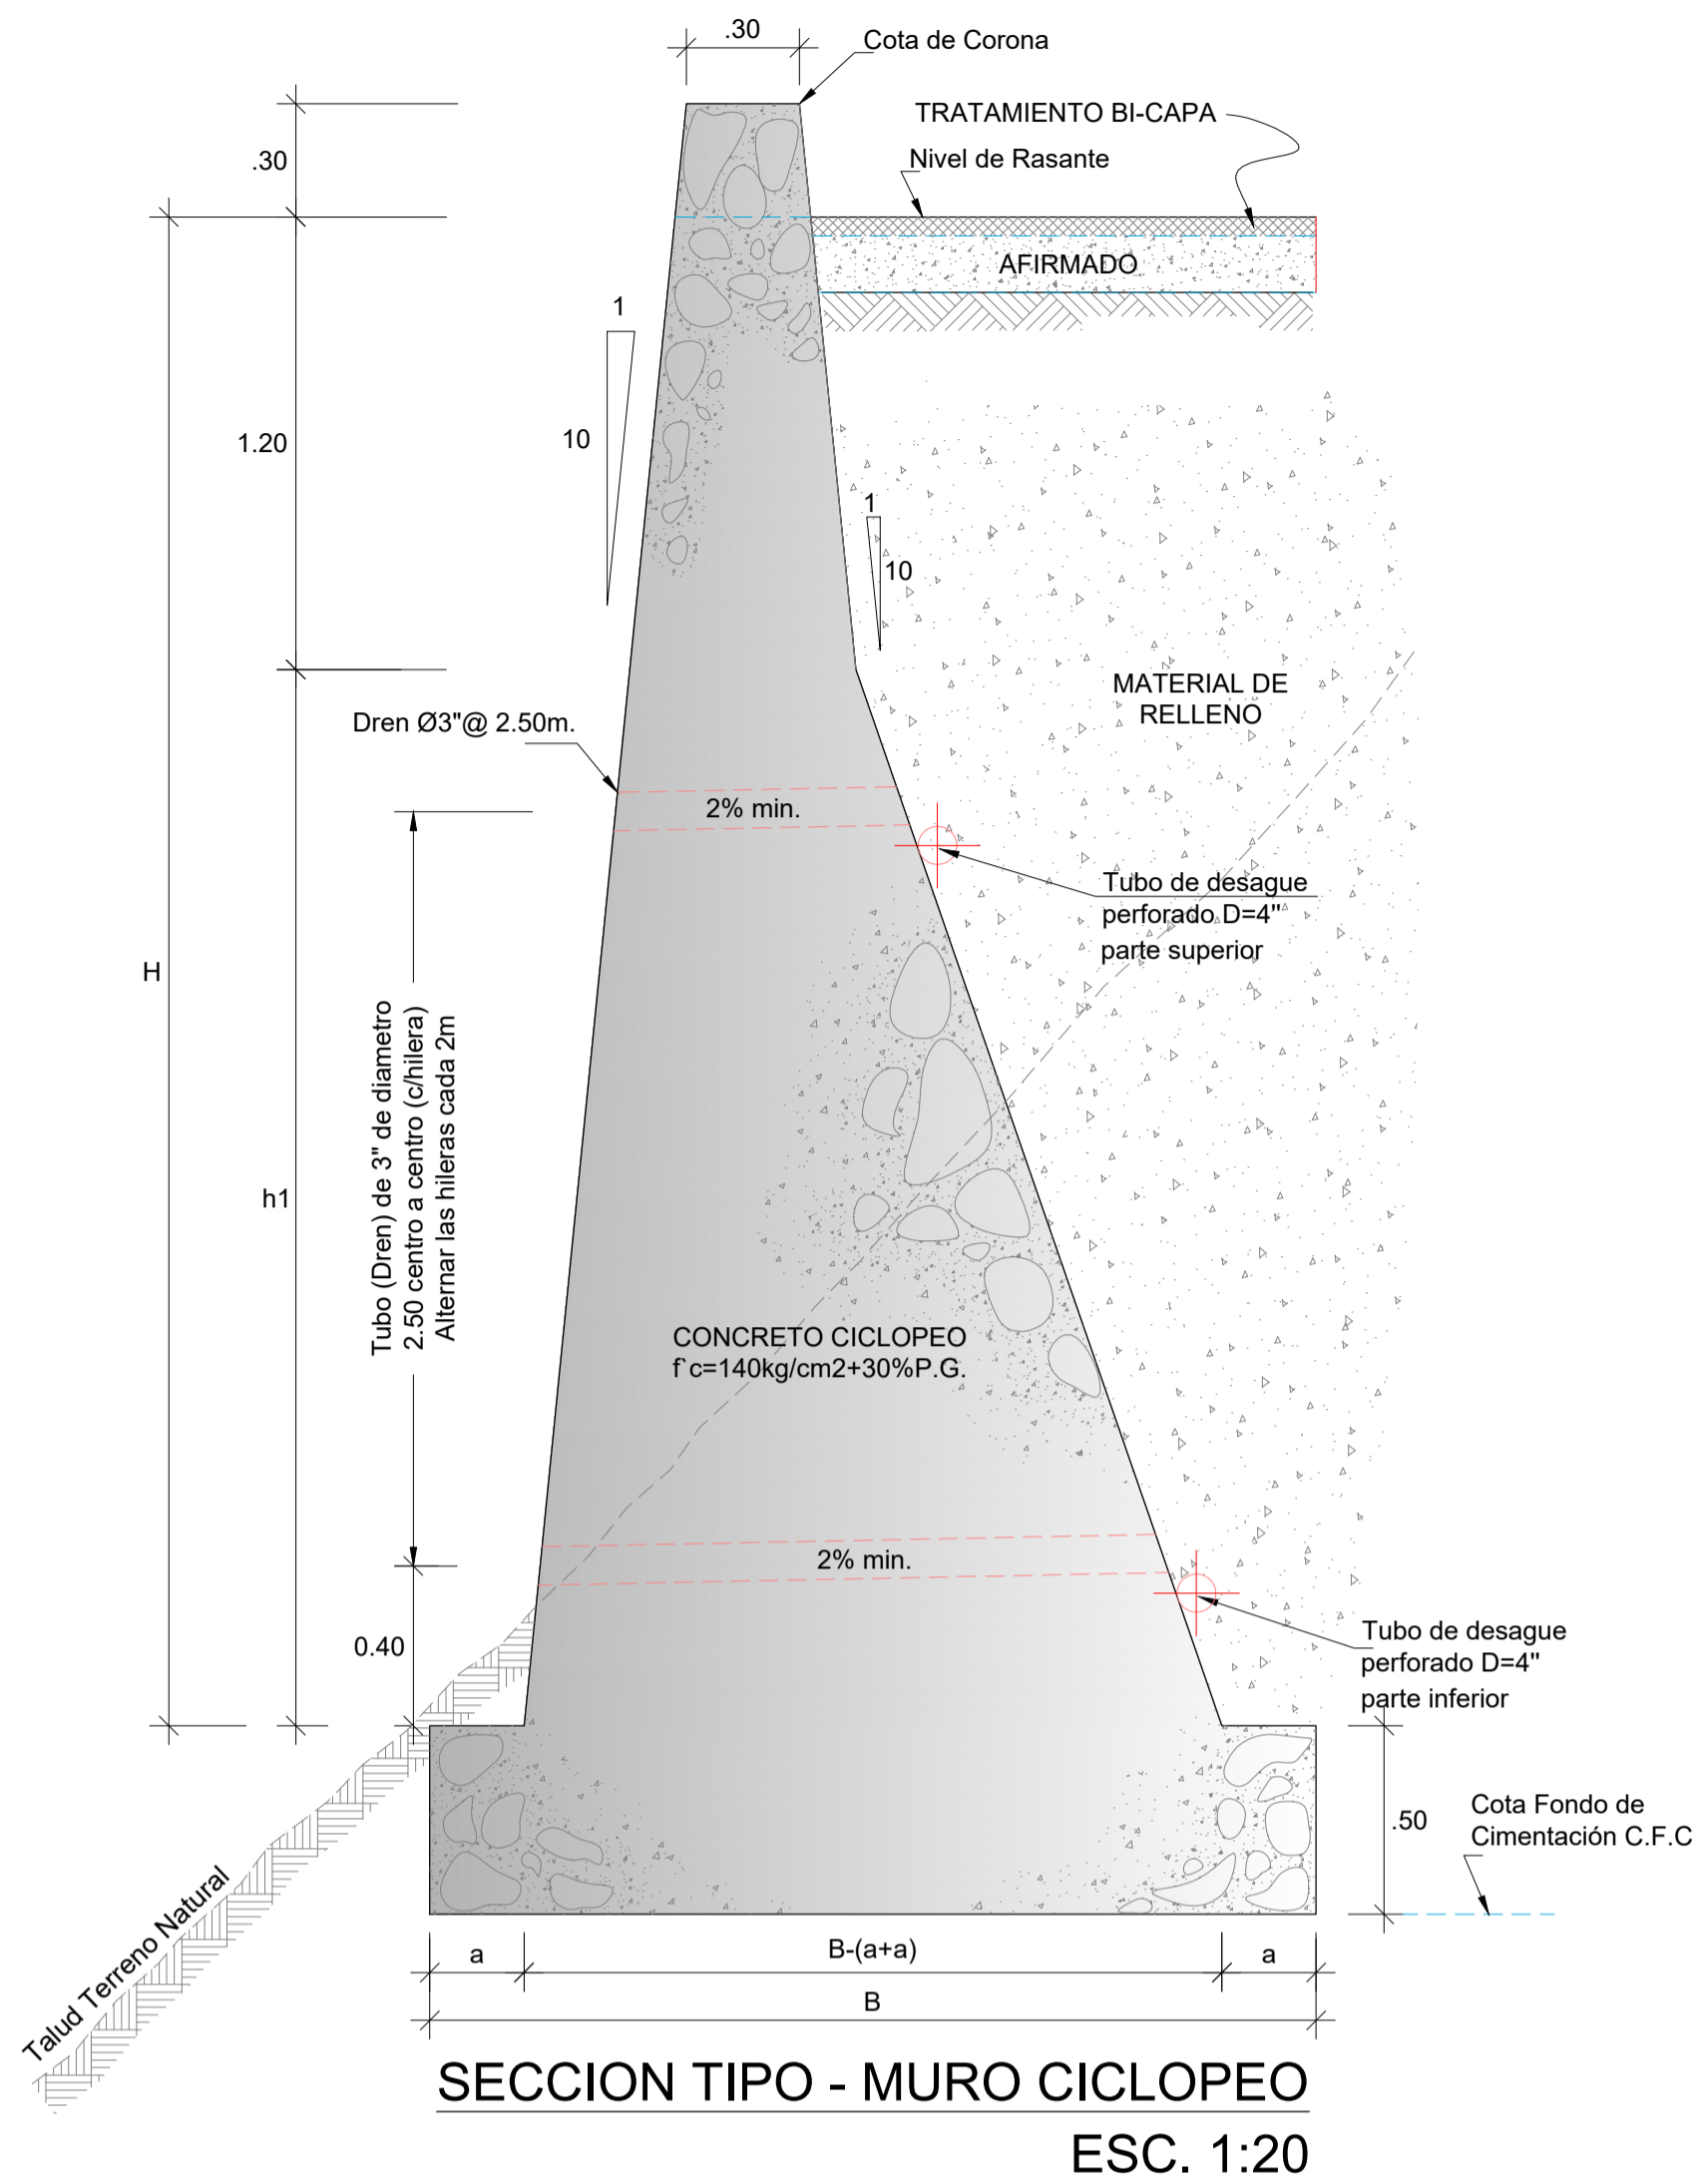 .30
Cota de Corona
TRATAMIENTO BI-CAPA
Nivel de Rasante
.30
AFIRMADO
1
10
1.20
1
10
MATERIAL DE
RELLENO
Dren Ø3"@ 2.50m.
2% min.
Tubo de desague
perforado D=4"
parte superior
H
h1
Tubo (Dren) de 3" de diametro
2.50 centro a centro (c/hilera)
Alternar las hileras cada 2m
CONCRETO CICLOPEO
f`c=140kg/cm2+30%P.G.
2% min.
0.40
Tubo de desague
perforado D=4"
parte inferior
.50
Cota Fondo de
Cimentación C.F.C
Talud Terreno Natural
a
B-(a+a)
a
B
SECCION TIPO - MURO CICLOPEO
ESC. 1:20